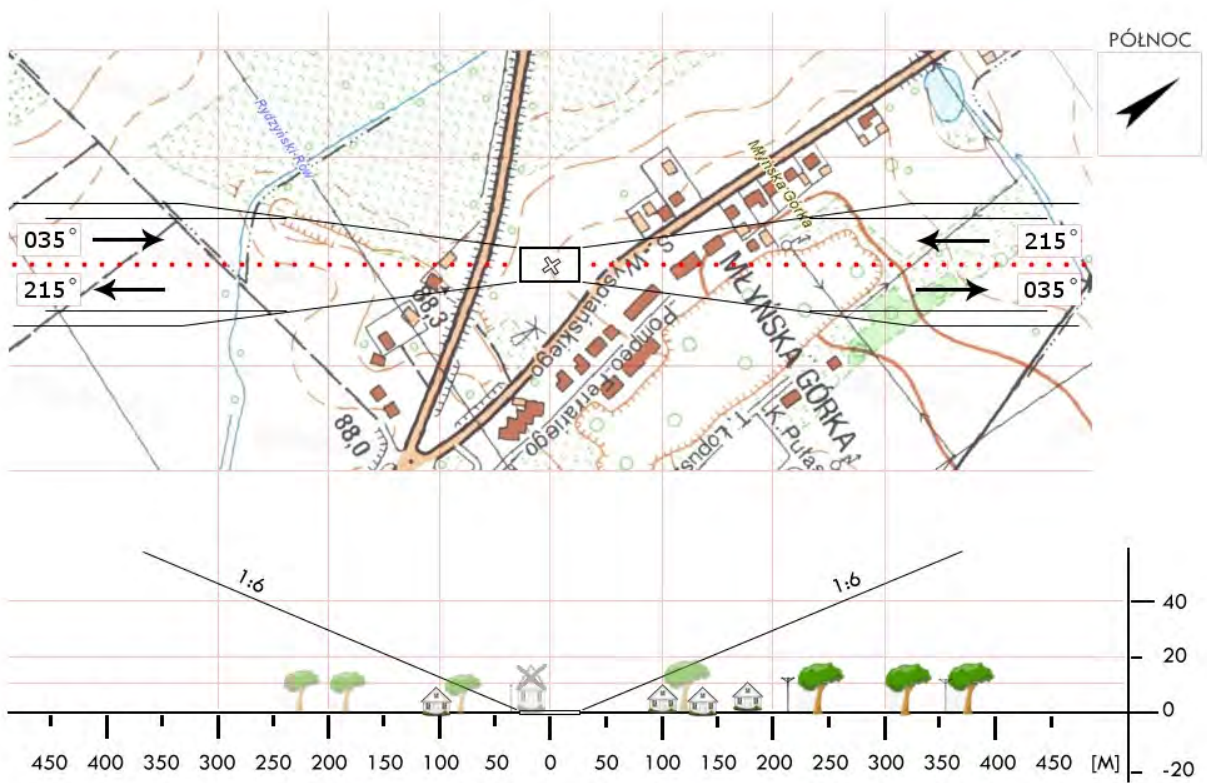 PÓŁNOC
Rydzyński Rów
Młyńska Górka
035°
215°
215°
035°
88,3
S. Wyspiańskiego
Pompeo Ferrariego
MŁYŃSKA GÓRKA
88,0
T. Łopus
K. Pułas
1:6
1:6
40
20
0
-20
450 400 350 300 250 200 150 100 50 0 50 100 150 200 250 300 350 400 450 [M]